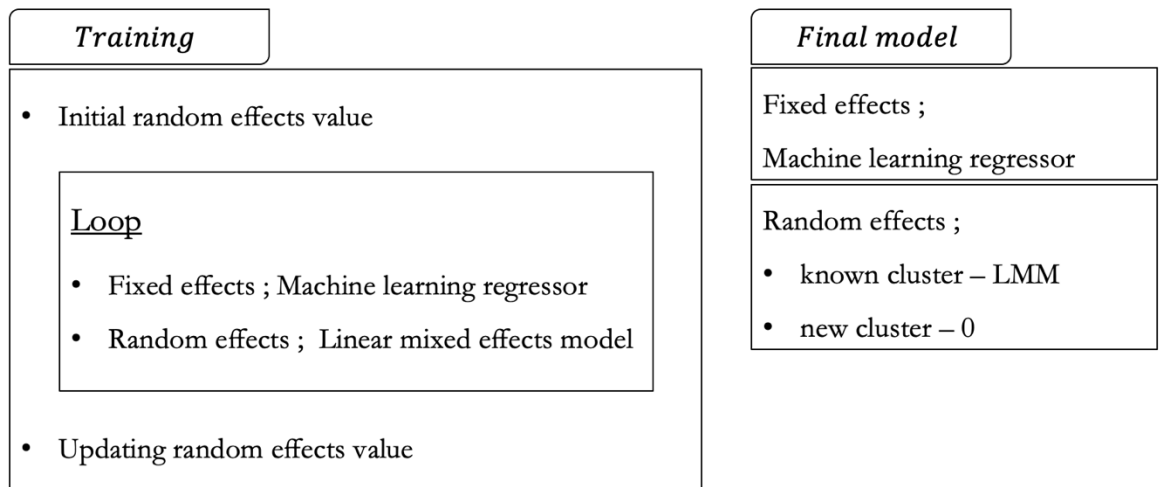 Training
• Initial random effects value
Loop
• Fixed effects ; Machine learning regressor
• Random effects ; Linear mixed effects model
• Updating random effects value
Final model
Fixed effects ;
Machine learning regressor
Random effects ;
• known cluster – LMM
• new cluster – 0